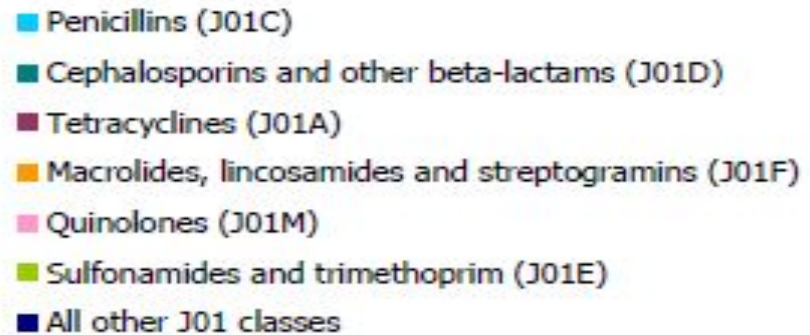 Penicillins (J01C)
Cephalosporins and other beta-lactams (J01D)
Tetracyclines (J01A)
Macrolides, lincosamides and streptogramins (J01F)
Quinolones (J01M)
Sulfonamides and trimethoprim (J01E)
All other J01 classes